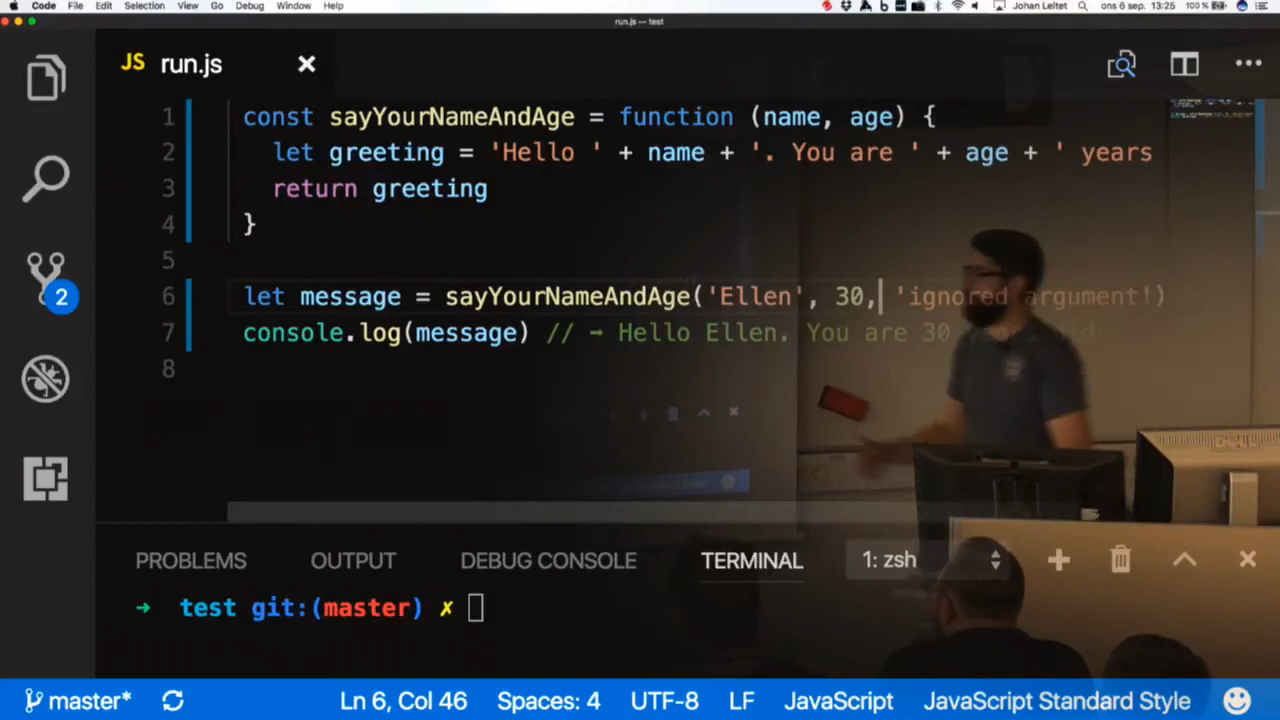 Code File Edit Selection View Go Debug Window Help Johan Leitet ons 6 sep. 13:25 100 %
run.js — test
JS run.js
1 const sayYourNameAndAge = function (name, age) {
2 let greeting = 'Hello ' + name + '. You are ' + age + ' years
3 return greeting
4 }
5
6 let message = sayYourNameAndAge('Ellen', 30, 'ignored argument')
7 console.log(message) // → Hello Ellen. You are 30
8
2
PROBLEMS OUTPUT DEBUG CONSOLE TERMINAL 1: zsh
➜ test git:(master) ✗
master* Ln 6, Col 46 Spaces: 4 UTF-8 LF JavaScript JavaScript Standard Style
DELL